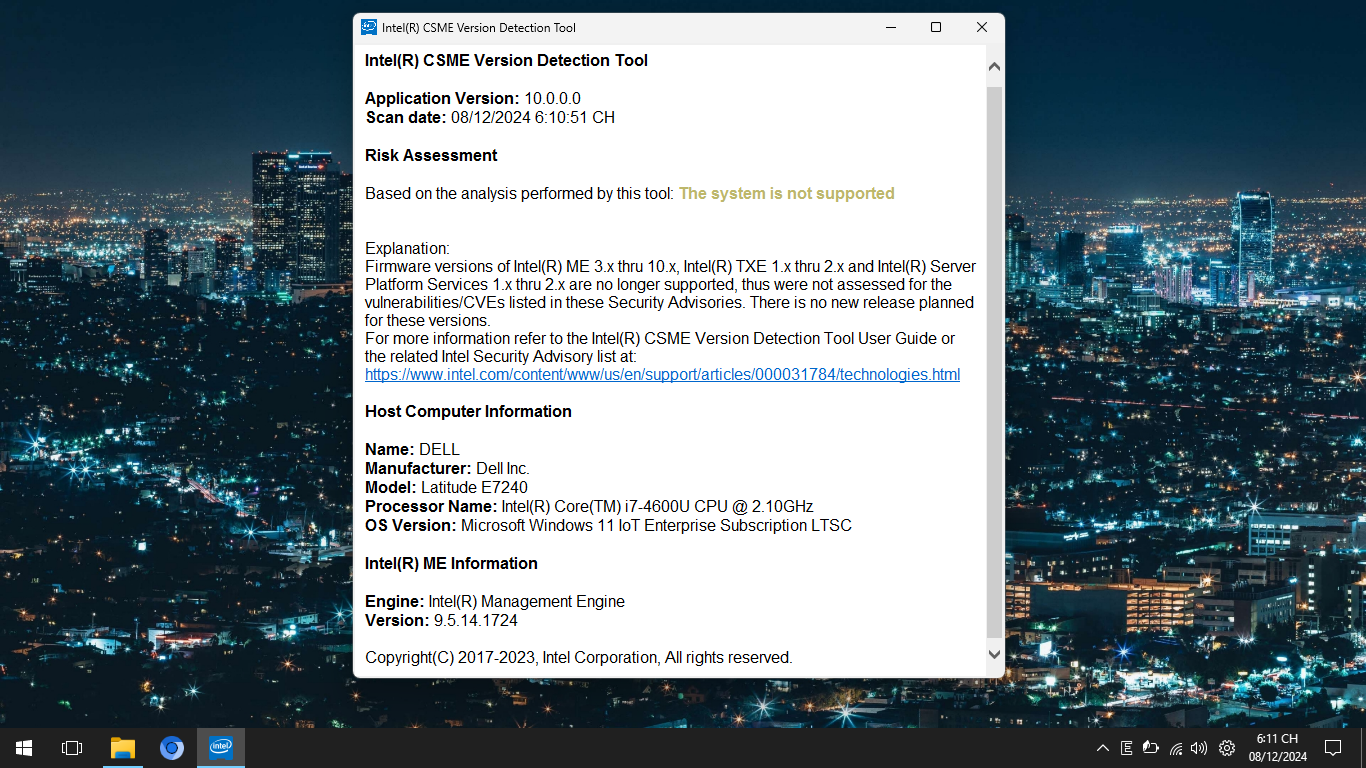 Intel(R) CSME Version Detection Tool
Intel(R) CSME Version Detection Tool
Application Version: 10.0.0.0
Scan date: 08/12/2024 6:10:51 CH
Risk Assessment
Based on the analysis performed by this tool: The system is not supported
Explanation:
Firmware versions of Intel(R) ME 3.x thru 10.x, Intel(R) TXE 1.x thru 2.x and Intel(R) Server
Platform Services 1.x thru 2.x are no longer supported, thus were not assessed for the
vulnerabilities/CVEs listed in these Security Advisories. There is no new release planned
for these versions.
For more information refer to the Intel(R) CSME Version Detection Tool User Guide or
the related Intel Security Advisory list at:
https://www.intel.com/content/www/us/en/support/articles/000031784/technologies.html
Host Computer Information
Name: DELL
Manufacturer: Dell Inc.
Model: Latitude E7240
Processor Name: Intel(R) Core(TM) i7-4600U CPU @ 2.10GHz
OS Version: Microsoft Windows 11 IoT Enterprise Subscription LTSC
Intel(R) ME Information
Engine: Intel(R) Management Engine
Version: 9.5.14.1724
Copyright(C) 2017-2023, Intel Corporation, All rights reserved.
intel
E
6:11 CH
08/12/2024